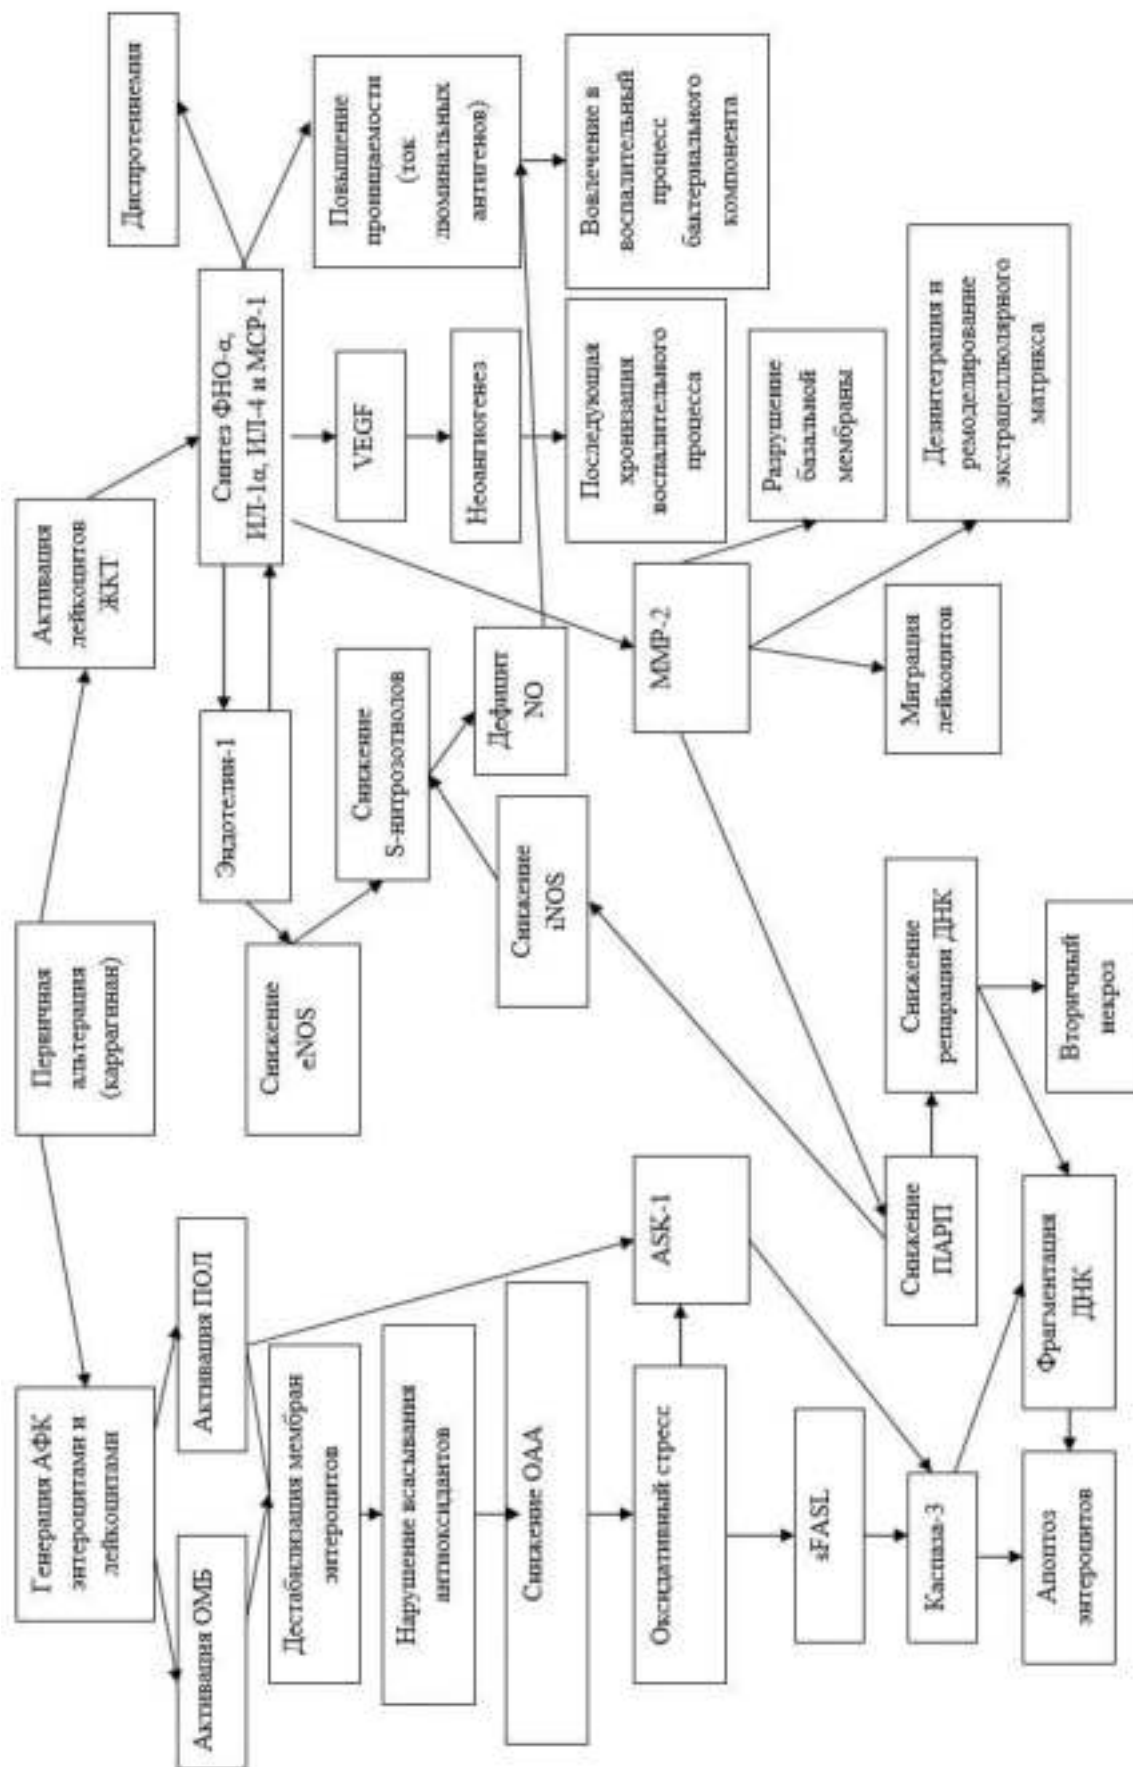 Первичная
альтерация
(каррагинан)
Генерация АФК
энтероцитами и
лейкоцитами
Активация
лейкоцитов
ЖКТ
Активация ОМБ
Активация ПОЛ
Эндотелин-1
Синтез ФНО-α,
ИЛ-1α, ИЛ-4 и МСР-1
Диспротеинемия
Дестабилизация мембран
энтероцитов
Снижение
eNOS
Нарушение всасывания
антиоксидантов
Снижение
S-нитрозотиолов
VEGF
Повышение
проницаемости
(ток
люминальных
антигенов)
Снижение ОАА
Снижение
iNOS
Дефицит
NO
Неоангиогенез
Последующая
хронизация
воспалительного
процесса
Вовлечение в
воспалительный
процесс
бактериального
компонента
Оксидативный стресс
ASK-1
ММР-2
Разрушение
базальной
мембраны
sFASL
Каспаза-3
Снижение
ПАРП
Снижение
репарации ДНК
Миграция
лейкоцитов
Дезинтеграция и
ремоделирование
экстрацеллюлярного
матрикса
Апоптоз
энтероцитов
Фрагментация
ДНК
Вторичный
некроз